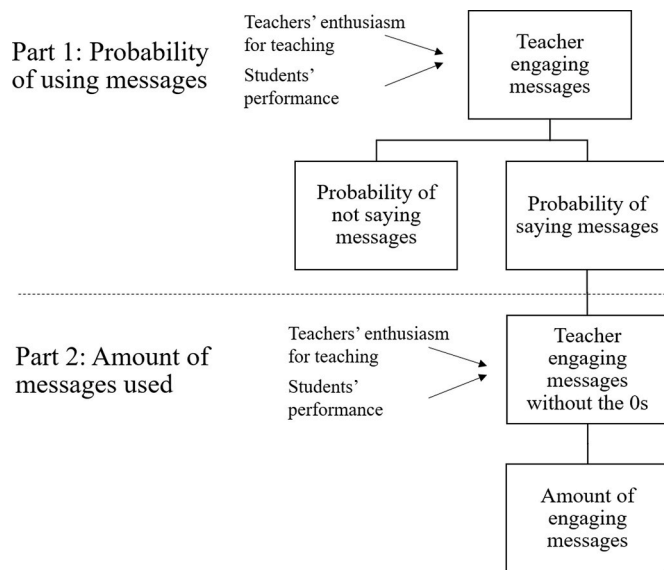 Part 1: Probability
of using messages
Teachers’ enthusiasm
for teaching
Students’
performance
Teacher
engaging
messages
Probability of
not saying
messages
Probability of
saying messages
Part 2: Amount of
messages used
Teachers’ enthusiasm
for teaching
Students’
performance
Teacher
engaging
messages
without the 0s
Amount of
engaging
messages